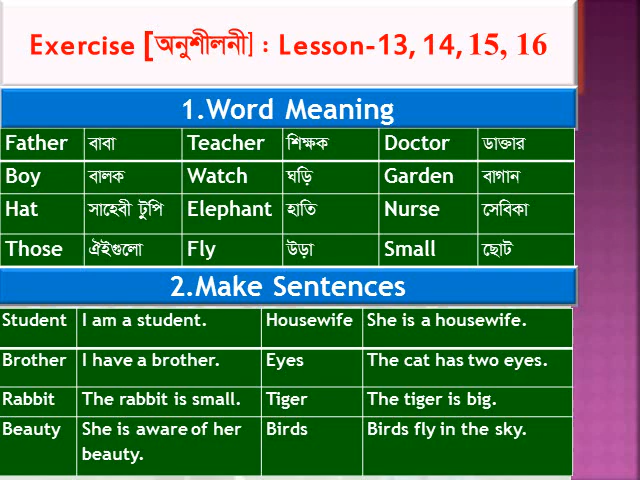 Exercise [অনুশীলনী] : Lesson-13, 14, 15, 16
1.Word Meaning
Father বাবা Teacher শিক্ষক Doctor ডাক্তার
Boy বালক Watch ঘড়ি Garden বাগান
Hat সাহেবী টুপি Elephant হাতি Nurse সেবিকা
Those ঐইগুলো Fly উড়া Small ছোট
2.Make Sentences
Student I am a student. Housewife She is a housewife.
Brother I have a brother. Eyes The cat has two eyes.
Rabbit The rabbit is small. Tiger The tiger is big.
Beauty She is aware of her beauty. Birds Birds fly in the sky.